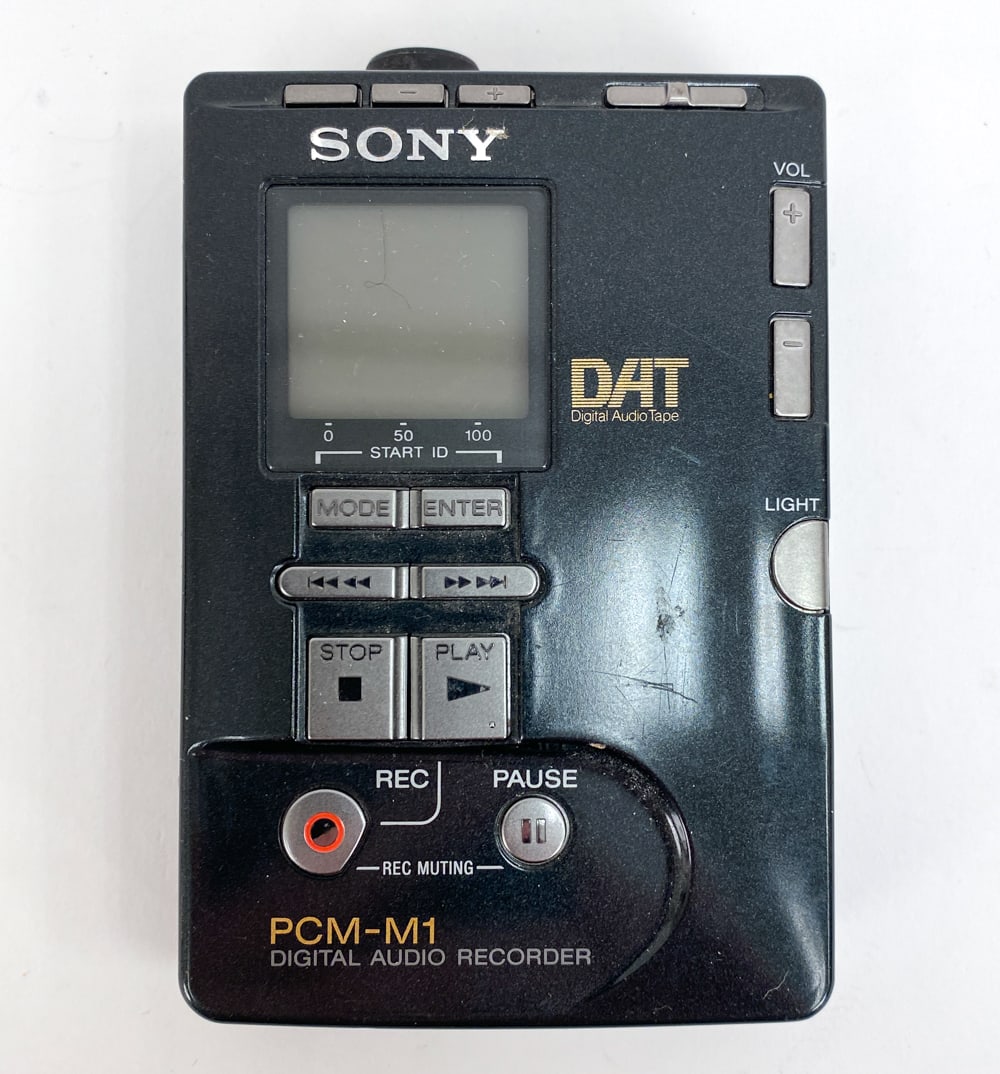 SONY
VOL
+
−
DAT
Digital Audio Tape
0 50 100
START ID
LIGHT
MODE ENTER
STOP PLAY
REC PAUSE
REC MUTING
PCM-M1
DIGITAL AUDIO RECORDER